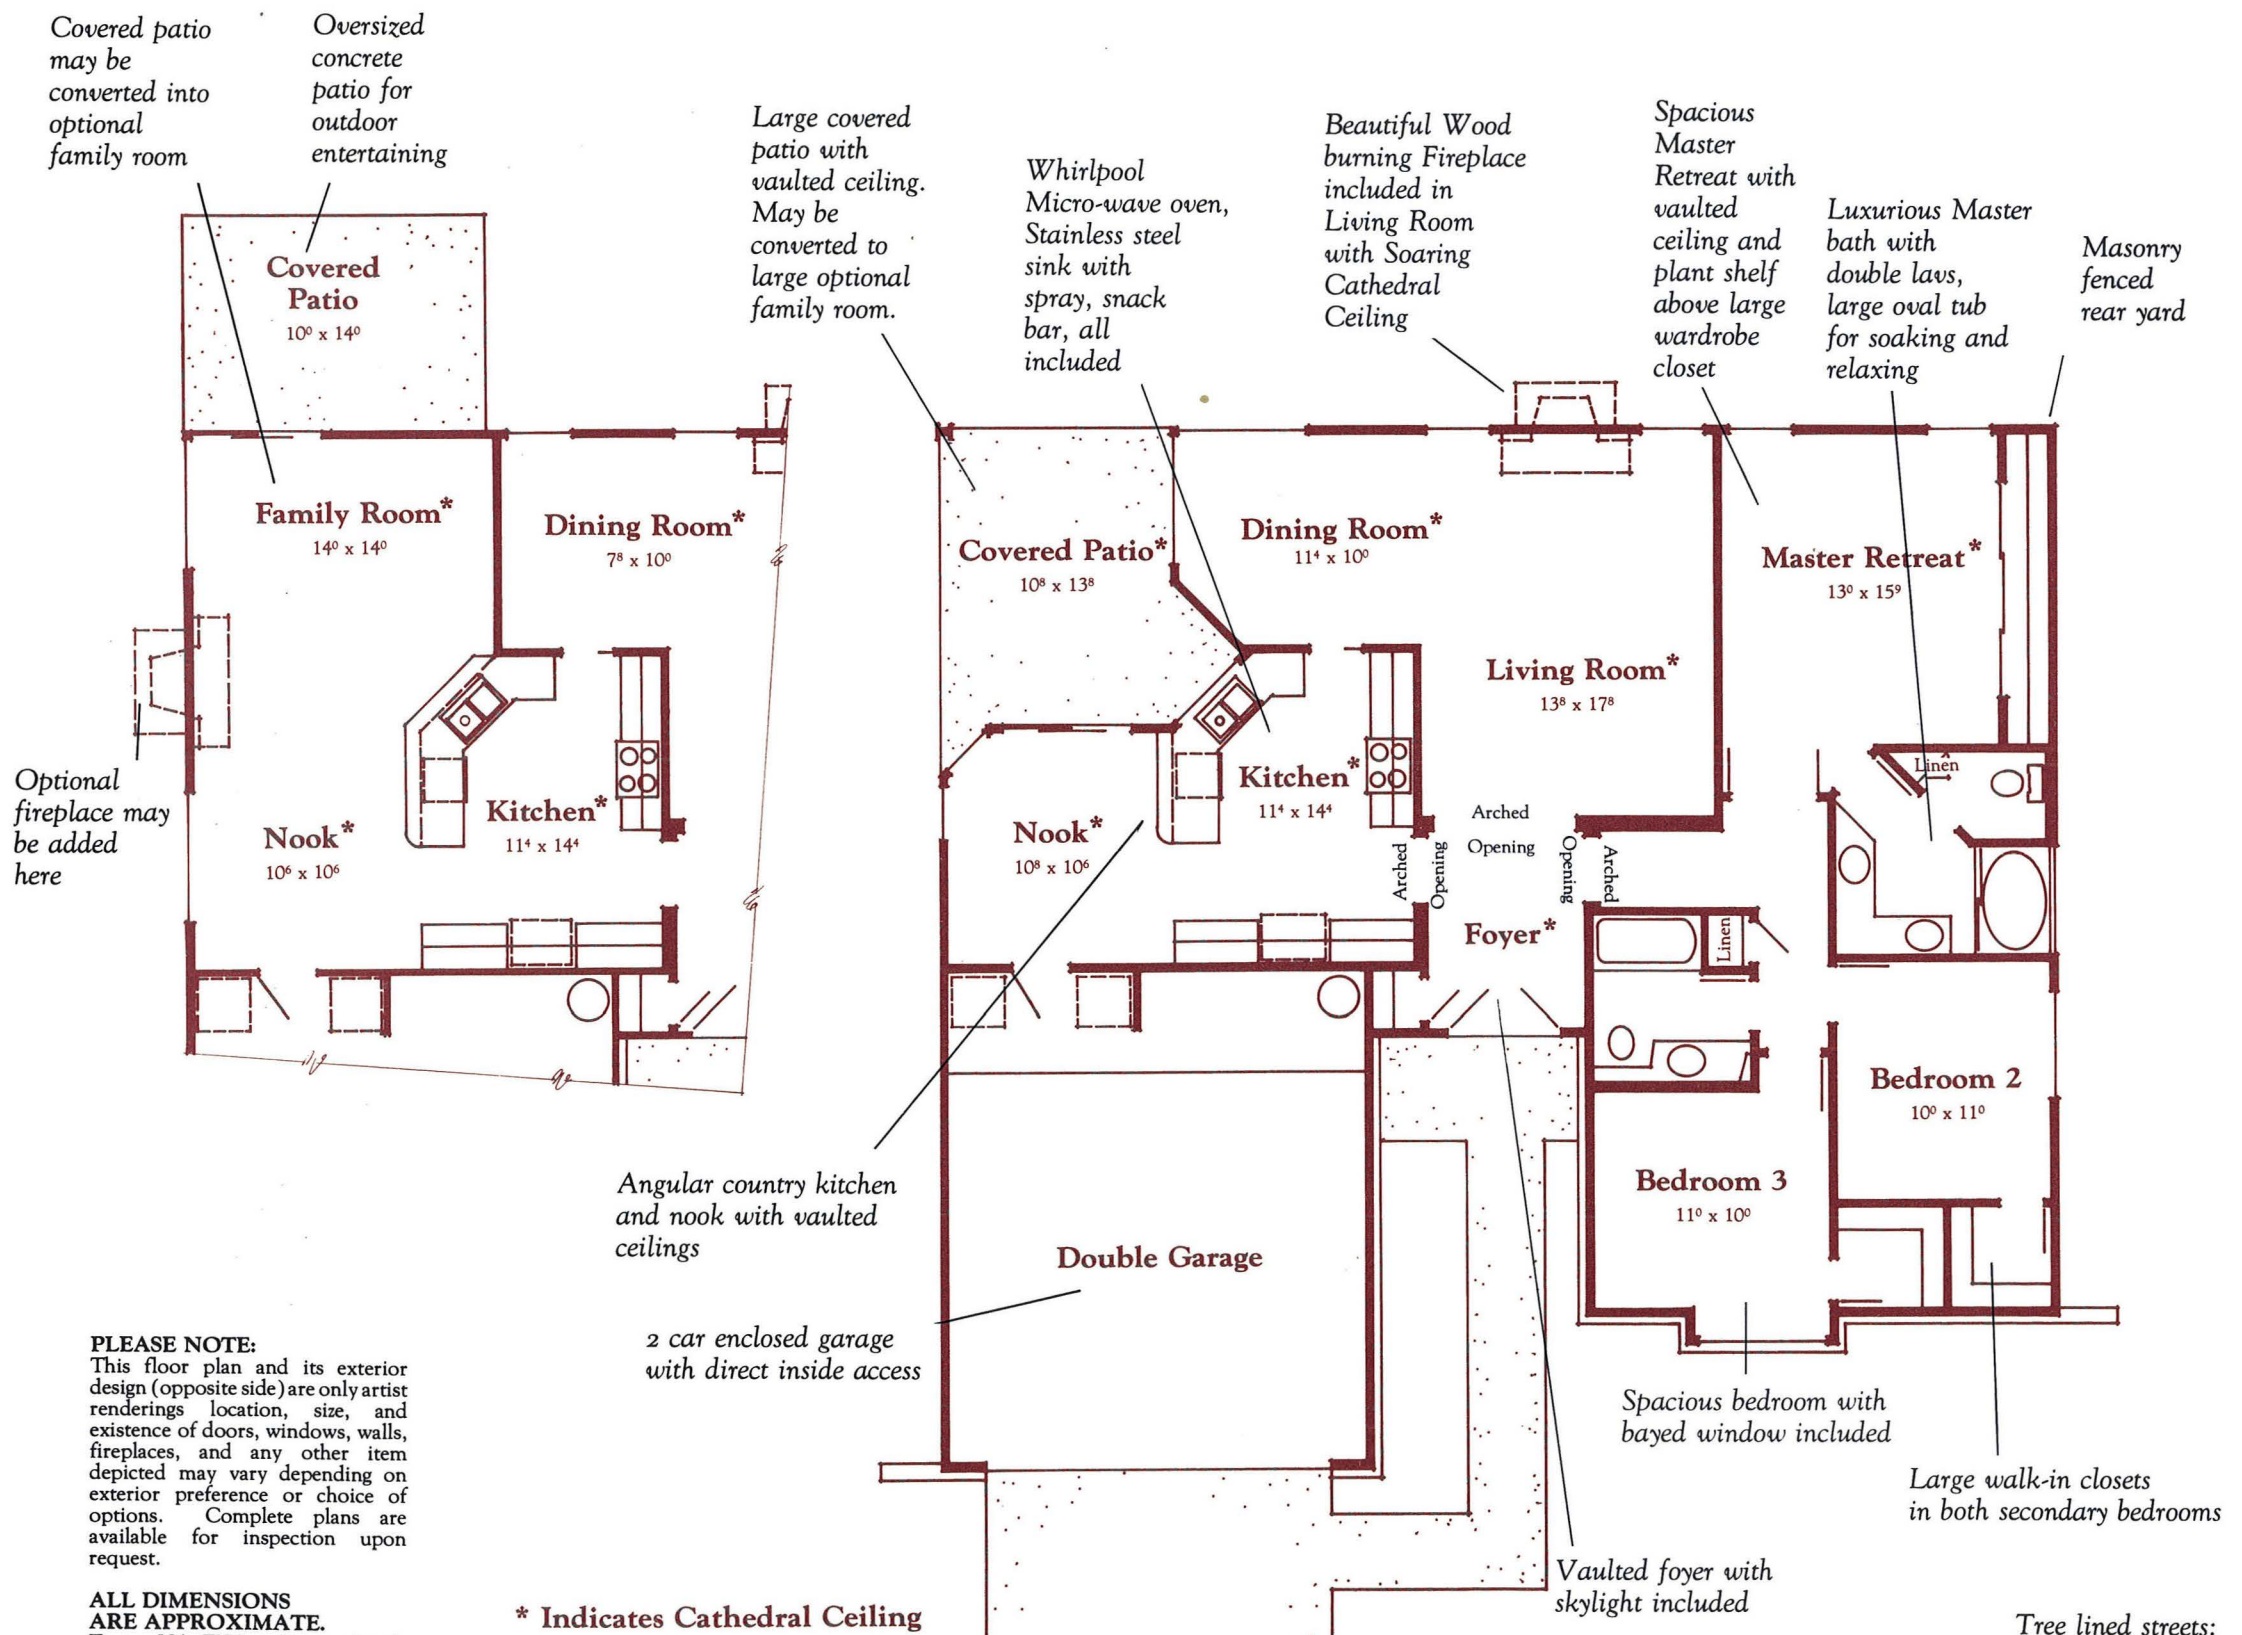 Covered patio
may be
converted into
optional
family room
Oversized
concrete
patio for
outdoor
entertaining
Large covered
patio with
vaulted ceiling.
May be
converted to
large optional
family room.
Whirlpool
Micro-wave oven,
Stainless steel
sink with
spray, snack
bar, all
included
Beautiful Wood
burning Fireplace
included in
Living Room
with Soaring
Cathedral
Ceiling
Spacious
Master
Retreat with
vaulted
ceiling and
plant shelf
above large
wardrobe
closet
Luxurious Master
bath with
double lavs,
large oval tub
for soaking and
relaxing
Masonry
fenced
rear yard
Covered
Patio
10⁰ x 14⁰
Family Room*
14⁰ x 14⁰
Dining Room*
7⁸ x 10⁰
Kitchen*
11⁴ x 14⁴
Nook*
10⁶ x 10⁶
Optional
fireplace may
be added
here
Covered Patio*
10⁸ x 13⁸
Dining Room*
11⁴ x 10⁰
Living Room*
13⁸ x 17⁸
Master Retreat*
13⁰ x 15⁹
Linen
Kitchen*
11⁴ x 14⁴
Nook*
10⁸ x 10⁶
Arched
Opening
Arched
Opening
Arched
Opening
Foyer*
Linen
Bedroom 2
10⁰ x 11⁰
Bedroom 3
11⁰ x 10⁰
Double Garage
Angular country kitchen
and nook with vaulted
ceilings
2 car enclosed garage
with direct inside access
Spacious bedroom with
bayed window included
Large walk-in closets
in both secondary bedrooms
Vaulted foyer with
skylight included
PLEASE NOTE:
This floor plan and its exterior
design (opposite side) are only artist
renderings location, size, and
existence of doors, windows, walls,
fireplaces, and any other item
depicted may vary depending on
exterior preference or choice of
options. Complete plans are
available for inspection upon
request.
ALL DIMENSIONS
ARE APPROXIMATE.
* Indicates Cathedral Ceiling
Tree lined streets: